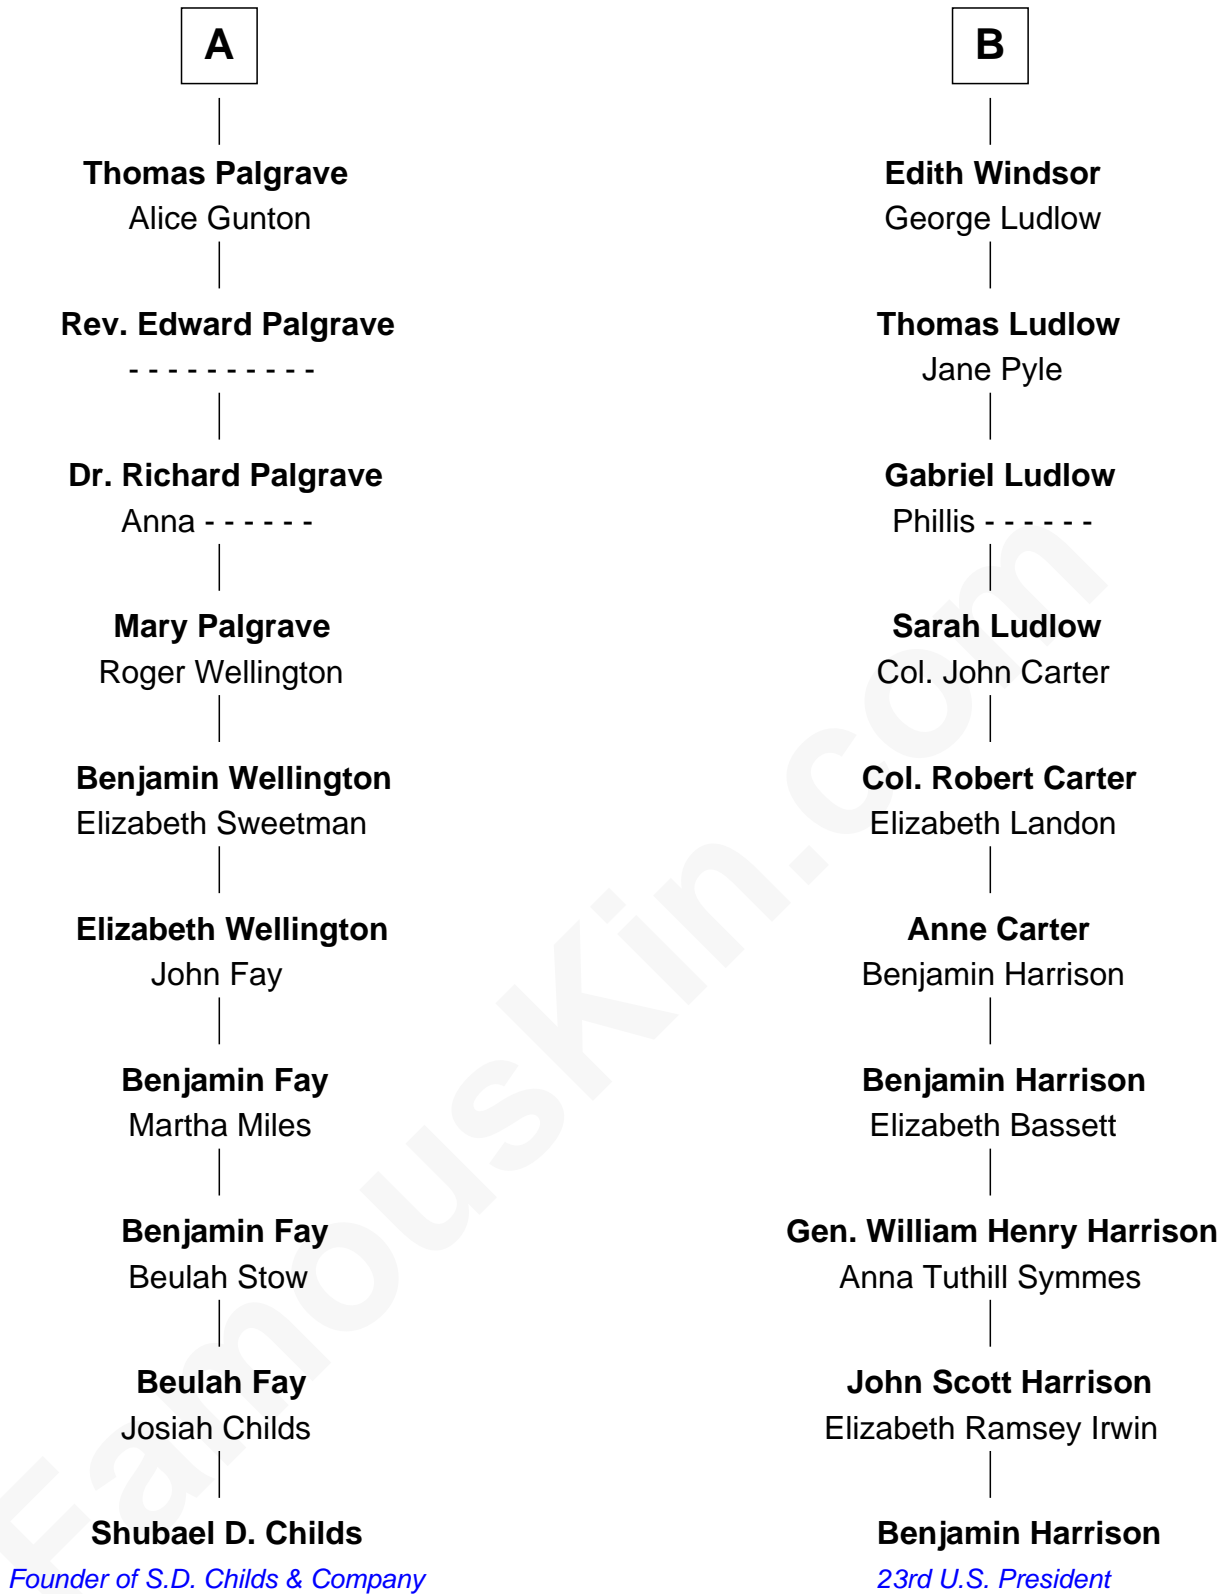 A
Thomas Palgrave
Alice Gunton
Rev. Edward Palgrave
- - - - - - - - - -
Dr. Richard Palgrave
Anna - - - - - -
Mary Palgrave
Roger Wellington
Benjamin Wellington
Elizabeth Sweetman
Elizabeth Wellington
John Fay
Benjamin Fay
Martha Miles
Benjamin Fay
Beulah Stow
Beulah Fay
Josiah Childs
Shubael D. Childs
Founder of S.D. Childs & Company
B
Edith Windsor
George Ludlow
Thomas Ludlow
Jane Pyle
Gabriel Ludlow
Phillis - - - - - -
Sarah Ludlow
Col. John Carter
Col. Robert Carter
Elizabeth Landon
Anne Carter
Benjamin Harrison
Benjamin Harrison
Elizabeth Bassett
Gen. William Henry Harrison
Anna Tuthill Symmes
John Scott Harrison
Elizabeth Ramsey Irwin
Benjamin Harrison
23rd U.S. President
FamousKin.com